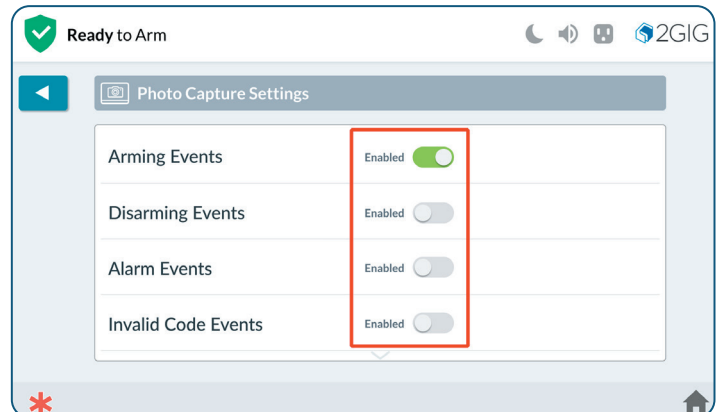 Ready to Arm
2GIG
Photo Capture Settings
Arming Events Enabled
Disarming Events Enabled
Alarm Events Enabled
Invalid Code Events Enabled